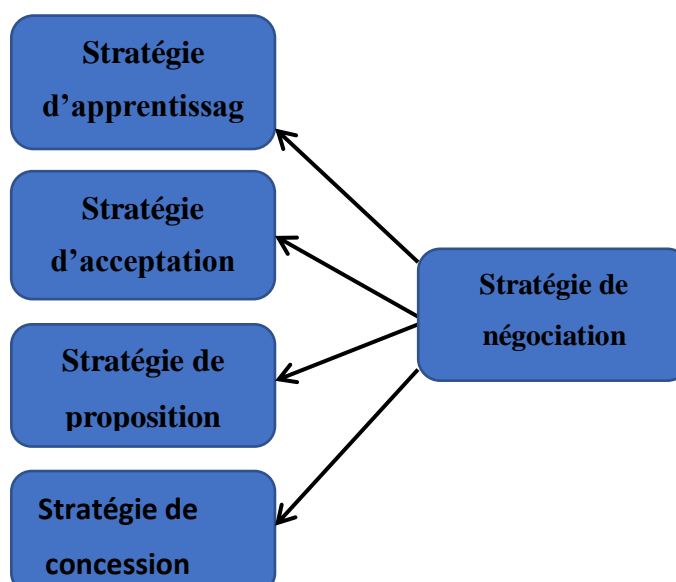 Stratégie
d’apprentissag
Stratégie
d’acceptation
Stratégie de
proposition
Stratégie de
concession
Stratégie de
négociation